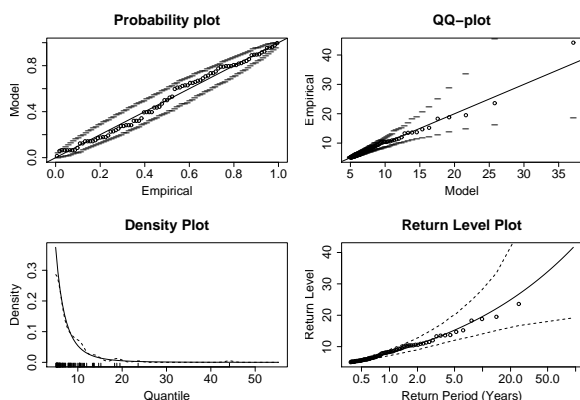 Probability plot
Model
0.0 0.4 0.8
0.0 0.2 0.4 0.6 0.8 1.0
Empirical
QQ-plot
Empirical
10 20 30 40
5 10 15 20 25 30 35
Model
Density Plot
Density
0.0 0.1 0.2 0.3
10 20 30 40 50
Quantile
Return Level Plot
Return Level
10 20 30 40
0.5 1.0 2.0 5.0 20.0 50.0
Return Period (Years)